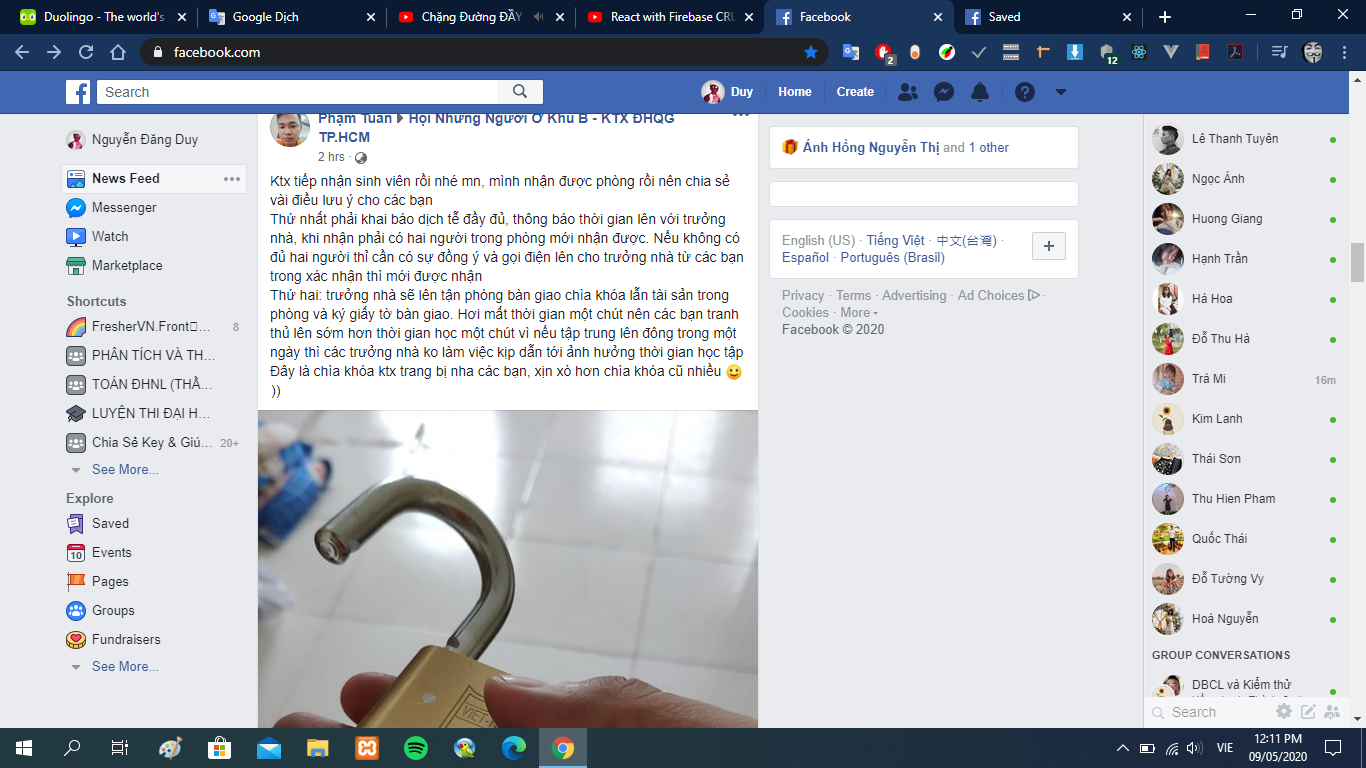 Duolingo - The world's
Google Dịch
Chặng Đường ĐẦY
React with Firebase CRU
Facebook
Saved
facebook.com
2
12
Search
Duy
Home
Create
Nguyễn Đăng Duy
News Feed
Messenger
Watch
Marketplace
Shortcuts
FresherVN.Front… 8
PHÂN TÍCH VÀ TH...
TOÁN ĐHNL (THẦ...
LUYỆN THI ĐẠI H...
Chia Sẻ Key & Giú... 20+
See More...
Explore
Saved
Events
10
Pages
Groups
Fundraisers
See More...
Phạm Tuân Hội Những Người Ở Khu B - KTX ĐHQG
TP.HCM
2 hrs ·
Ktx tiếp nhận sinh viên rồi nhé mn, mình nhận được phòng rồi nên chia sẻ
vài điều lưu ý cho các bạn
Thứ nhất phải khai báo dịch tễ đầy đủ, thông báo thời gian lên với trưởng
nhà, khi nhận phải có hai người trong phòng mới nhận được. Nếu không có
đủ hai người thỉ cần có sự đồng ý và gọi điện lên cho trưởng nhà từ các bạn
trong xác nhận thì mới được nhận
Thứ hai: trưởng nhà sẽ lên tận phòng bàn giao chìa khóa lẫn tài sản trong
phòng và ký giấy tờ bàn giao. Hơi mất thời gian một chút nên các bạn tranh
thủ lên sớm hơn thời gian học một chút vì nếu tập trung lên đông trong một
ngày thì các trưởng nhà ko làm việc kịp dẫn tới ảnh hưởng thời gian học tập
Đây là chìa khóa ktx trang bị nha các bạn, xịn xò hơn chìa khóa cũ nhiều
))
VIET-
Ánh Hồng Nguyễn Thị and 1 other
English (US) · Tiếng Việt · 中文(台灣) ·
Español · Português (Brasil)
Privacy · Terms · Advertising · Ad Choices ·
Cookies · More
Facebook © 2020
Lê Thanh Tuyên
Ngọc Ánh
Huong Giang
Hạnh Trần
Hà Hoa
Đỗ Thu Hà
Trà Mi 16m
Kim Lanh
Thái Sơn
Thu Hien Pham
Quốc Thái
Đỗ Tường Vy
Hoà Nguyễn
GROUP CONVERSATIONS
DBCL và Kiểm thử
Search
VIE
12:11 PM
09/05/2020